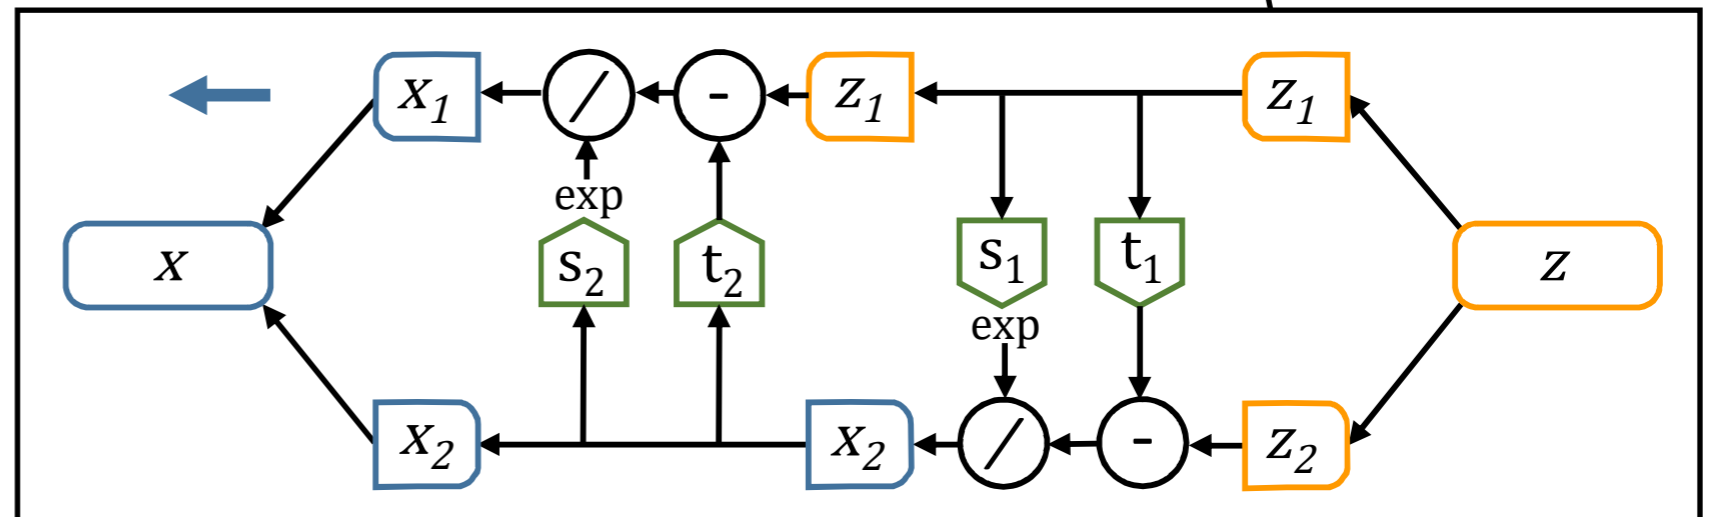 x1 / - z1 z1
exp
x s2 t2 s1 t1 z
exp
x2 x2 / - z2